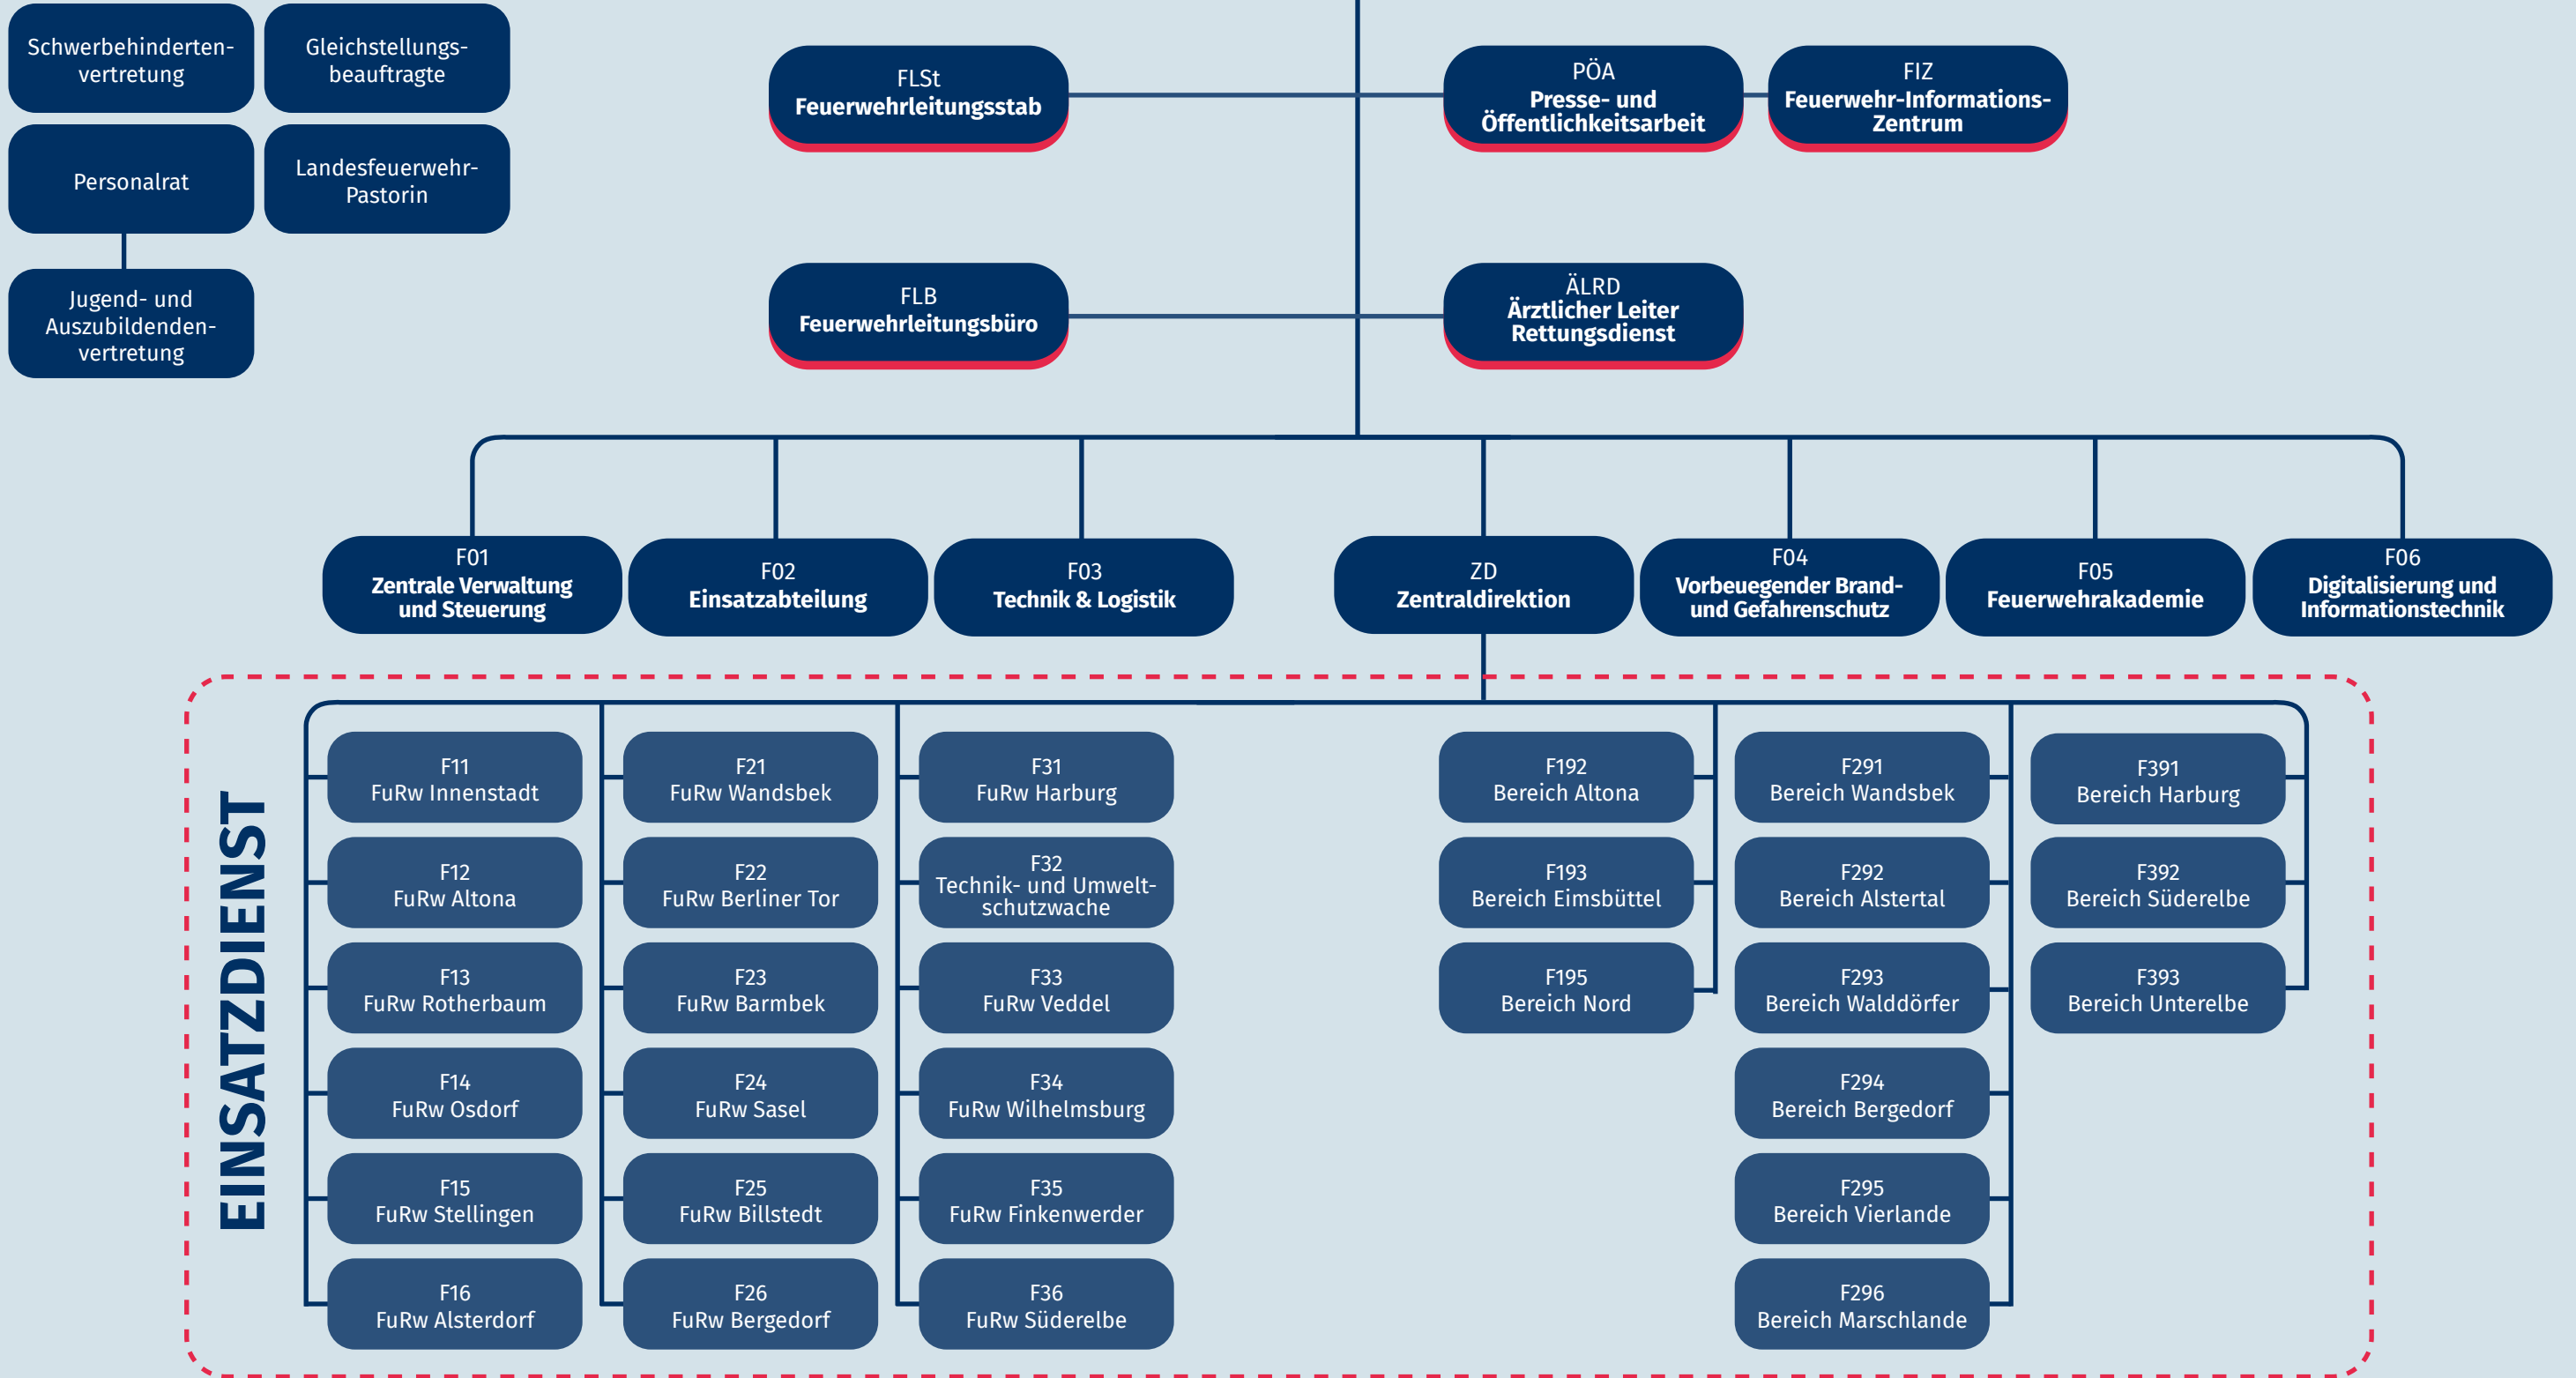 Schwerbehinderten-
vertretung
Gleichstellungs-
beauftragte
Personalrat
Landesfeuerwehr-
Pastorin
Jugend- und
Auszubildenden-
vertretung
FLSt
Feuerwehrleitungsstab
PÖA
Presse- und
Öffentlichkeitsarbeit
FIZ
Feuerwehr-Informations-
Zentrum
FLB
Feuerwehrleitungsbüro
ÄLRD
Ärztlicher Leiter
Rettungsdienst
F01
Zentrale Verwaltung
und Steuerung
F02
Einsatzabteilung
F03
Technik & Logistik
ZD
Zentraldirektion
F04
Vorbeuegender Brand-
und Gefahrenschutz
F05
Feuerwehrakademie
F06
Digitalisierung und
Informationstechnik
EINSATZDIENST
F11
FuRw Innenstadt
F12
FuRw Altona
F13
FuRw Rotherbaum
F14
FuRw Osdorf
F15
FuRw Stellingen
F16
FuRw Alsterdorf
F21
FuRw Wandsbek
F22
FuRw Berliner Tor
F23
FuRw Barmbek
F24
FuRw Sasel
F25
FuRw Billstedt
F26
FuRw Bergedorf
F31
FuRw Harburg
F32
Technik- und Umwelt-
schutzwache
F33
FuRw Veddel
F34
FuRw Wilhelmsburg
F35
FuRw Finkenwerder
F36
FuRw Süderelbe
F192
Bereich Altona
F193
Bereich Eimsbüttel
F195
Bereich Nord
F291
Bereich Wandsbek
F292
Bereich Alstertal
F293
Bereich Walddörfer
F294
Bereich Bergedorf
F295
Bereich Vierlande
F296
Bereich Marschlande
F391
Bereich Harburg
F392
Bereich Süderelbe
F393
Bereich Unterelbe